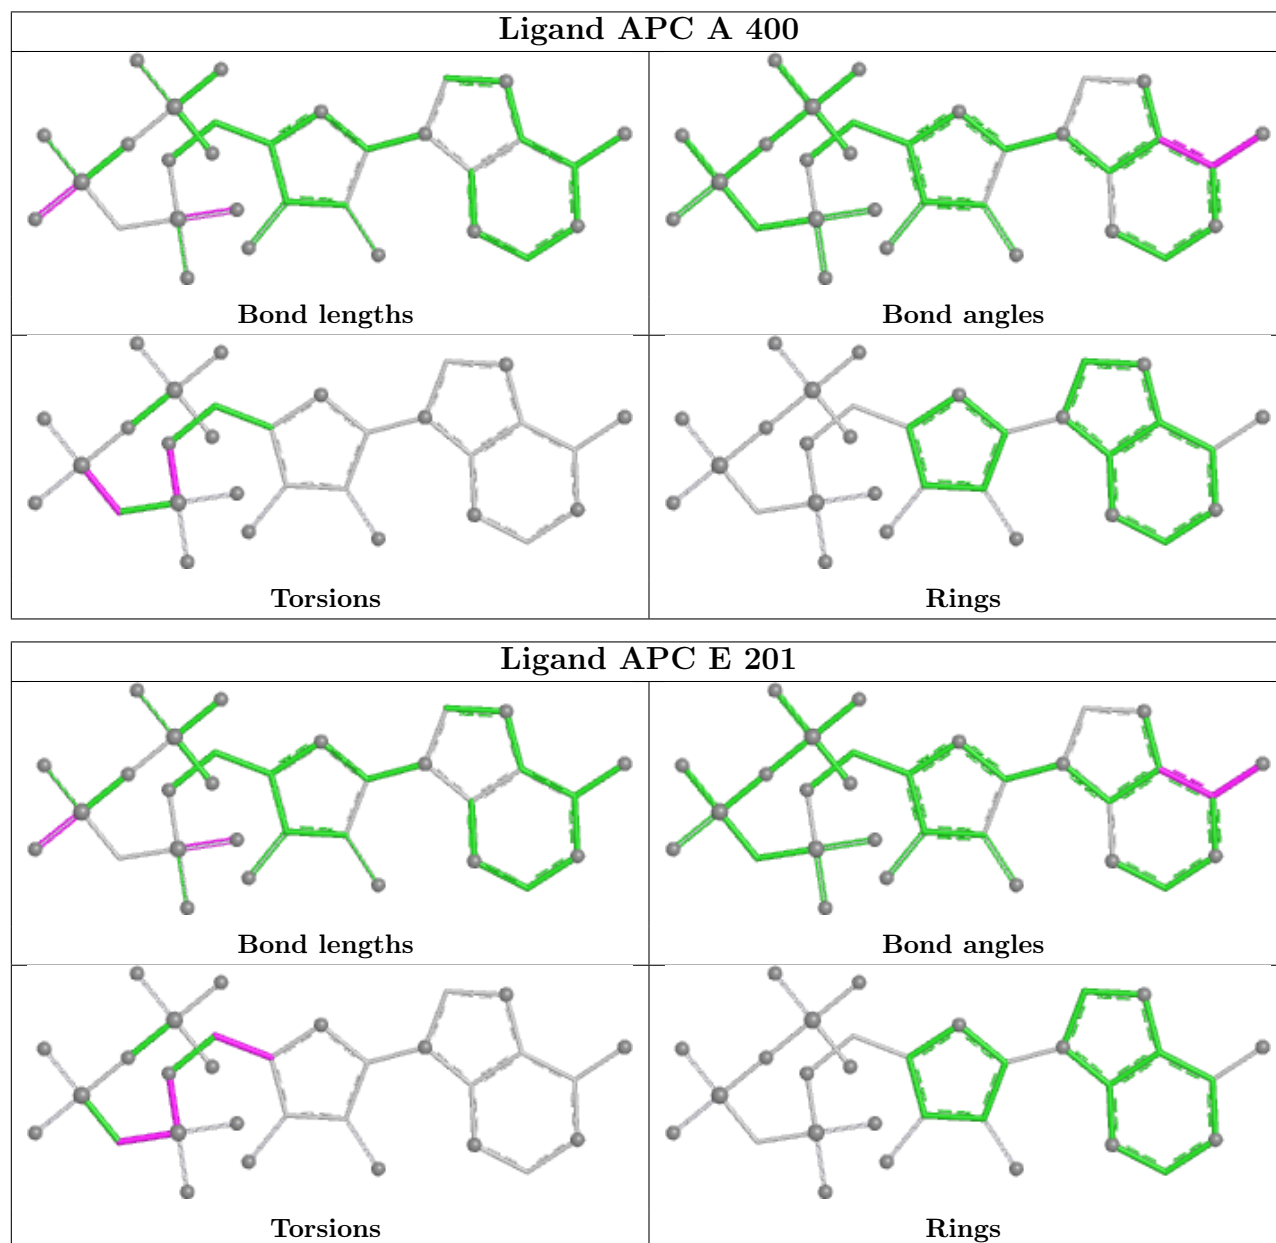 Ligand APC A 400
Bond lengths
Bond angles
Torsions
Rings
Ligand APC E 201
Bond lengths
Bond angles
Torsions
Rings